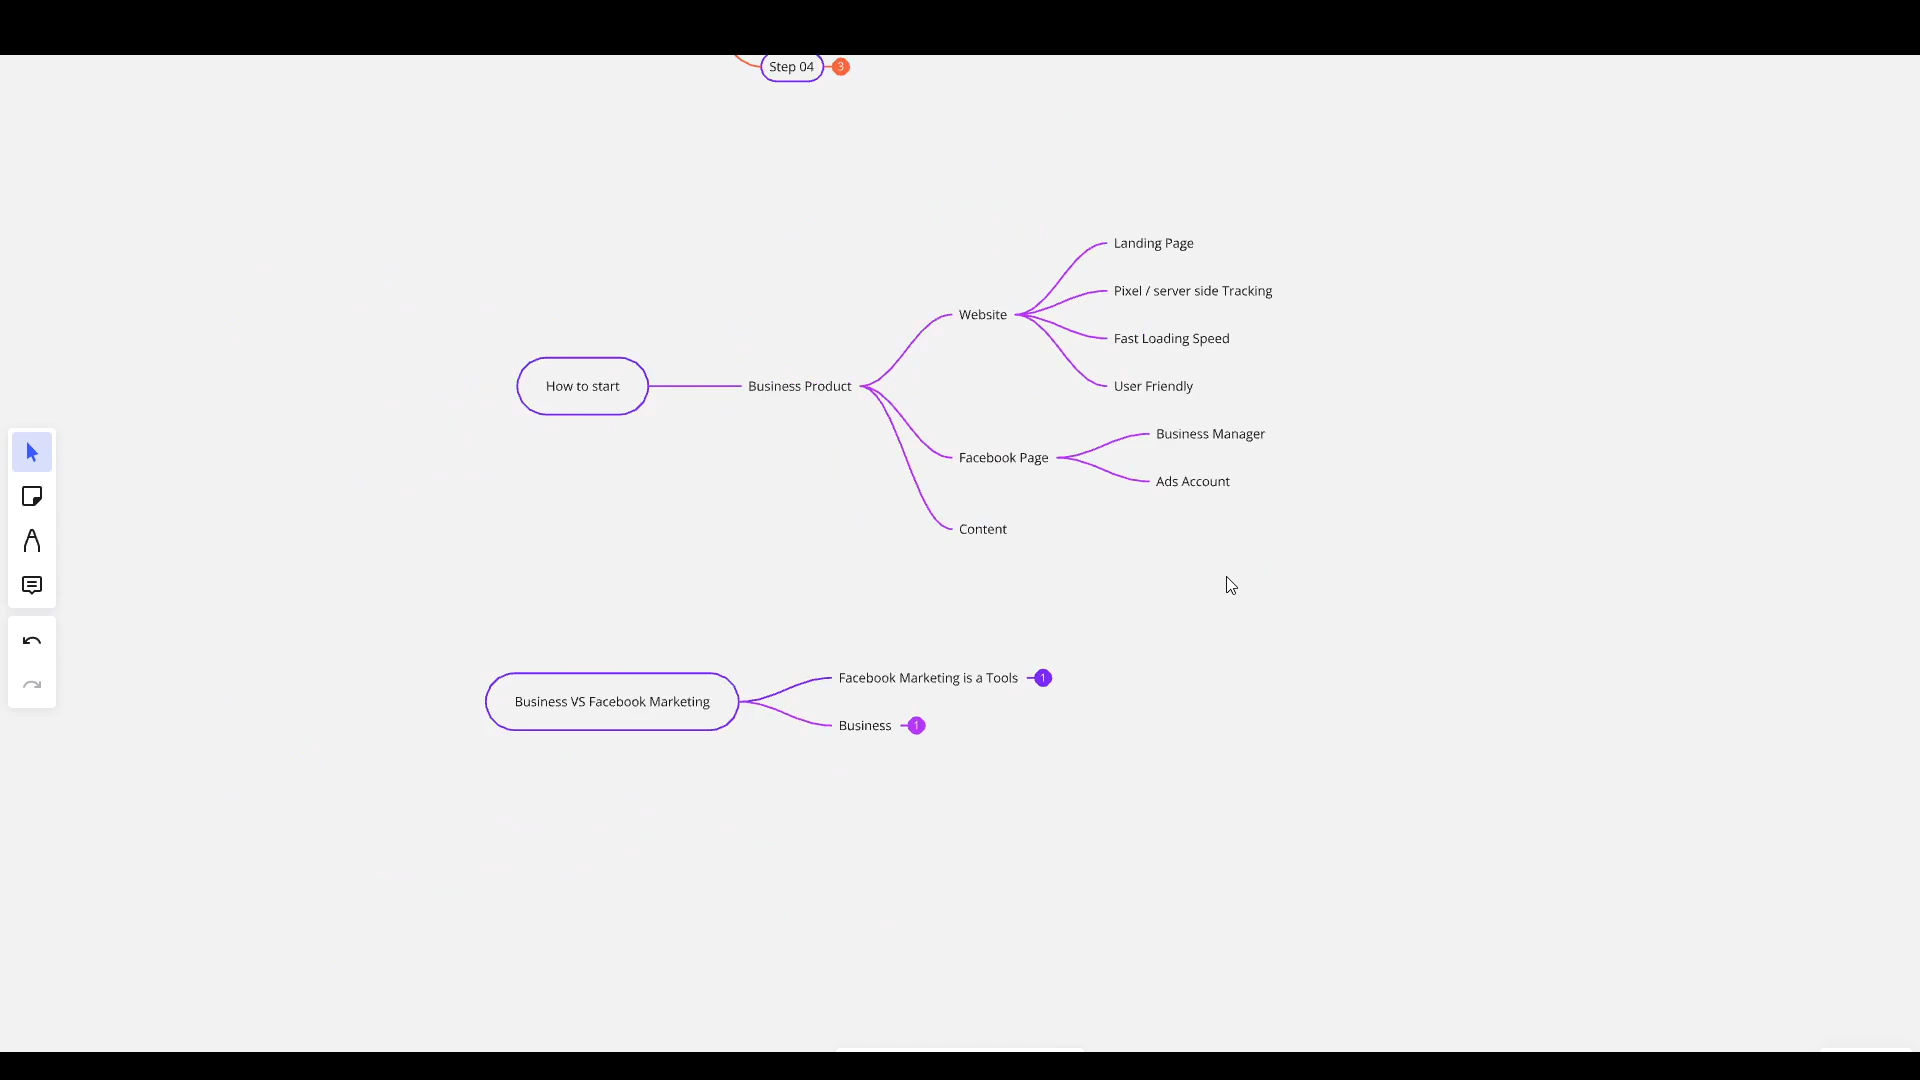 Step 04
3
How to start
Business Product
Website
Landing Page
Pixel / server side Tracking
Fast Loading Speed
User Friendly
Facebook Page
Business Manager
Ads Account
Content
Business VS Facebook Marketing
Facebook Marketing is a Tools
1
Business
1